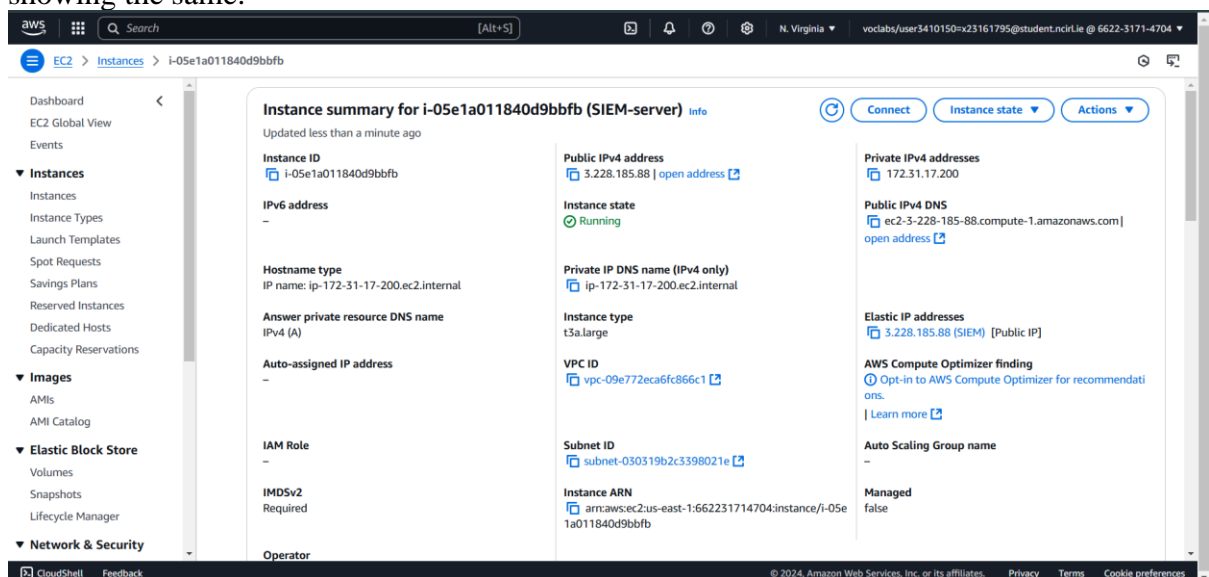 showing the same.
aws
Search
[Alt+S]
N. Virginia
voclabs/user3410150=x23161795@student.ncirl.ie @ 6622-3171-4704
EC2 > Instances > i-05e1a011840d9bbfb
Dashboard
EC2 Global View
Events
Instances
Instances
Instance Types
Launch Templates
Spot Requests
Savings Plans
Reserved Instances
Dedicated Hosts
Capacity Reservations
Images
AMIs
AMI Catalog
Elastic Block Store
Volumes
Snapshots
Lifecycle Manager
Network & Security
Instance summary for i-05e1a011840d9bbfb (SIEM-server) Info
Connect
Instance state
Actions
Updated less than a minute ago
Instance ID
i-05e1a011840d9bbfb
Public IPv4 address
3.228.185.88 | open address
Private IPv4 addresses
172.31.17.200
IPv6 address
–
Instance state
Running
Public IPv4 DNS
ec2-3-228-185-88.compute-1.amazonaws.com |
open address
Hostname type
IP name: ip-172-31-17-200.ec2.internal
Private IP DNS name (IPv4 only)
ip-172-31-17-200.ec2.internal
Answer private resource DNS name
IPv4 (A)
Instance type
t3a.large
Elastic IP addresses
3.228.185.88 (SIEM) [Public IP]
Auto-assigned IP address
–
VPC ID
vpc-09e772eca6fc866c1
AWS Compute Optimizer finding
Opt-in to AWS Compute Optimizer for recommendati
ons.
| Learn more
IAM Role
–
Subnet ID
subnet-030319b2c3398021e
Auto Scaling Group name
–
IMDSv2
Required
Instance ARN
arn:aws:ec2:us-east-1:662231714704:instance/i-05e
1a011840d9bbfb
Managed
false
Operator
CloudShell
Feedback
© 2024, Amazon Web Services, Inc. or its affiliates.
Privacy
Terms
Cookie preferences